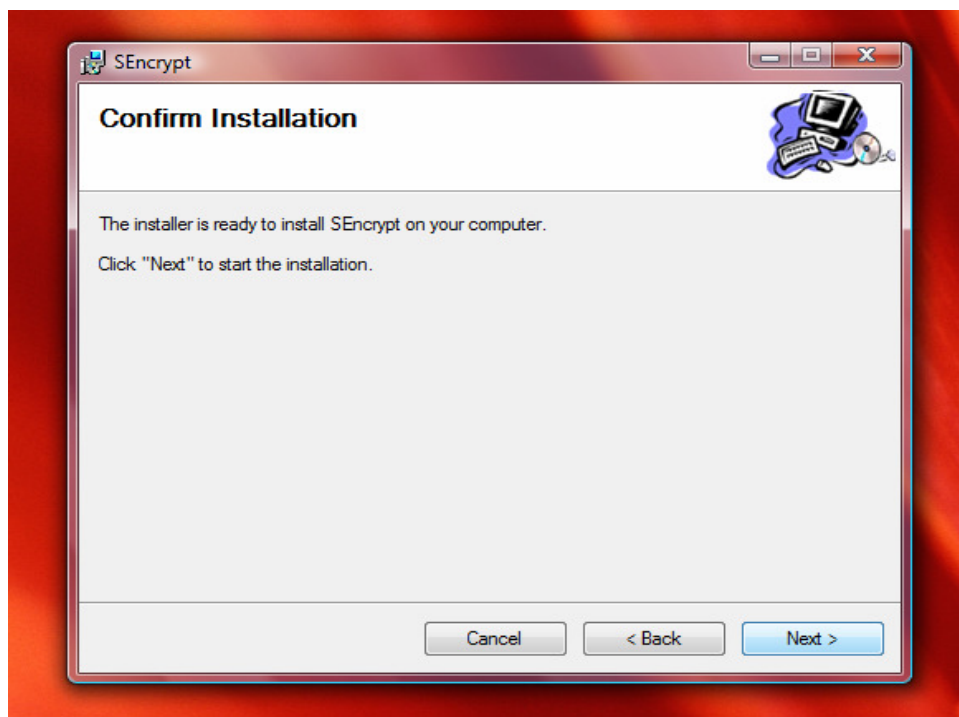 SEncrypt
Confirm Installation
The installer is ready to install SEncrypt on your computer.
Click "Next" to start the installation.
Cancel
< Back
Next >